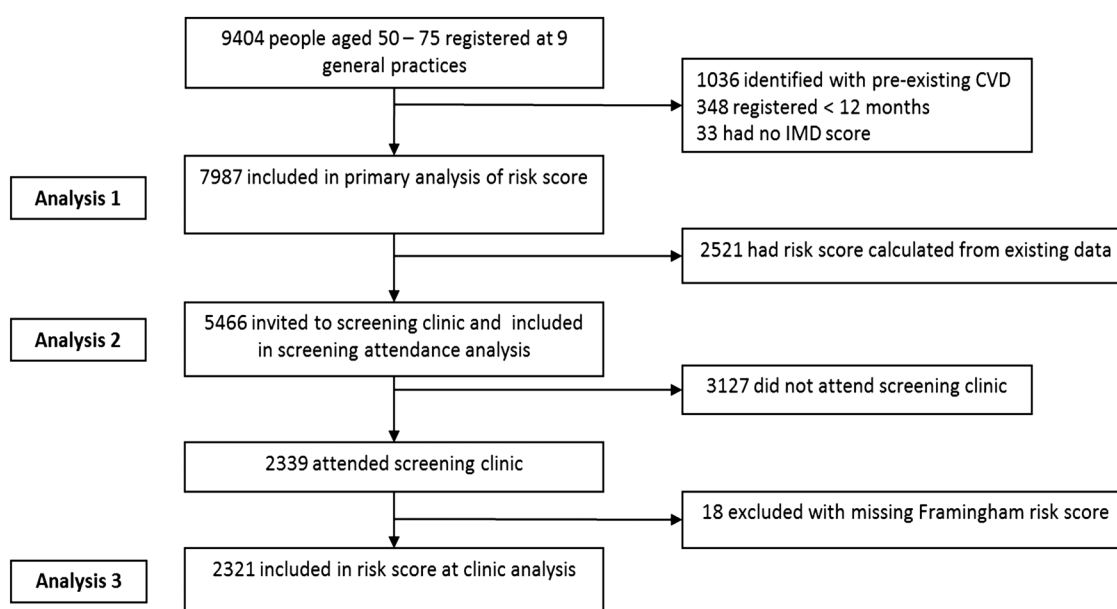 9404 people aged 50 – 75 registered at 9
general practices
1036 identified with pre-existing CVD
348 registered < 12 months
33 had no IMD score
Analysis 1
7987 included in primary analysis of risk score
2521 had risk score calculated from existing data
Analysis 2
5466 invited to screening clinic and included
in screening attendance analysis
3127 did not attend screening clinic
2339 attended screening clinic
18 excluded with missing Framingham risk score
Analysis 3
2321 included in risk score at clinic analysis